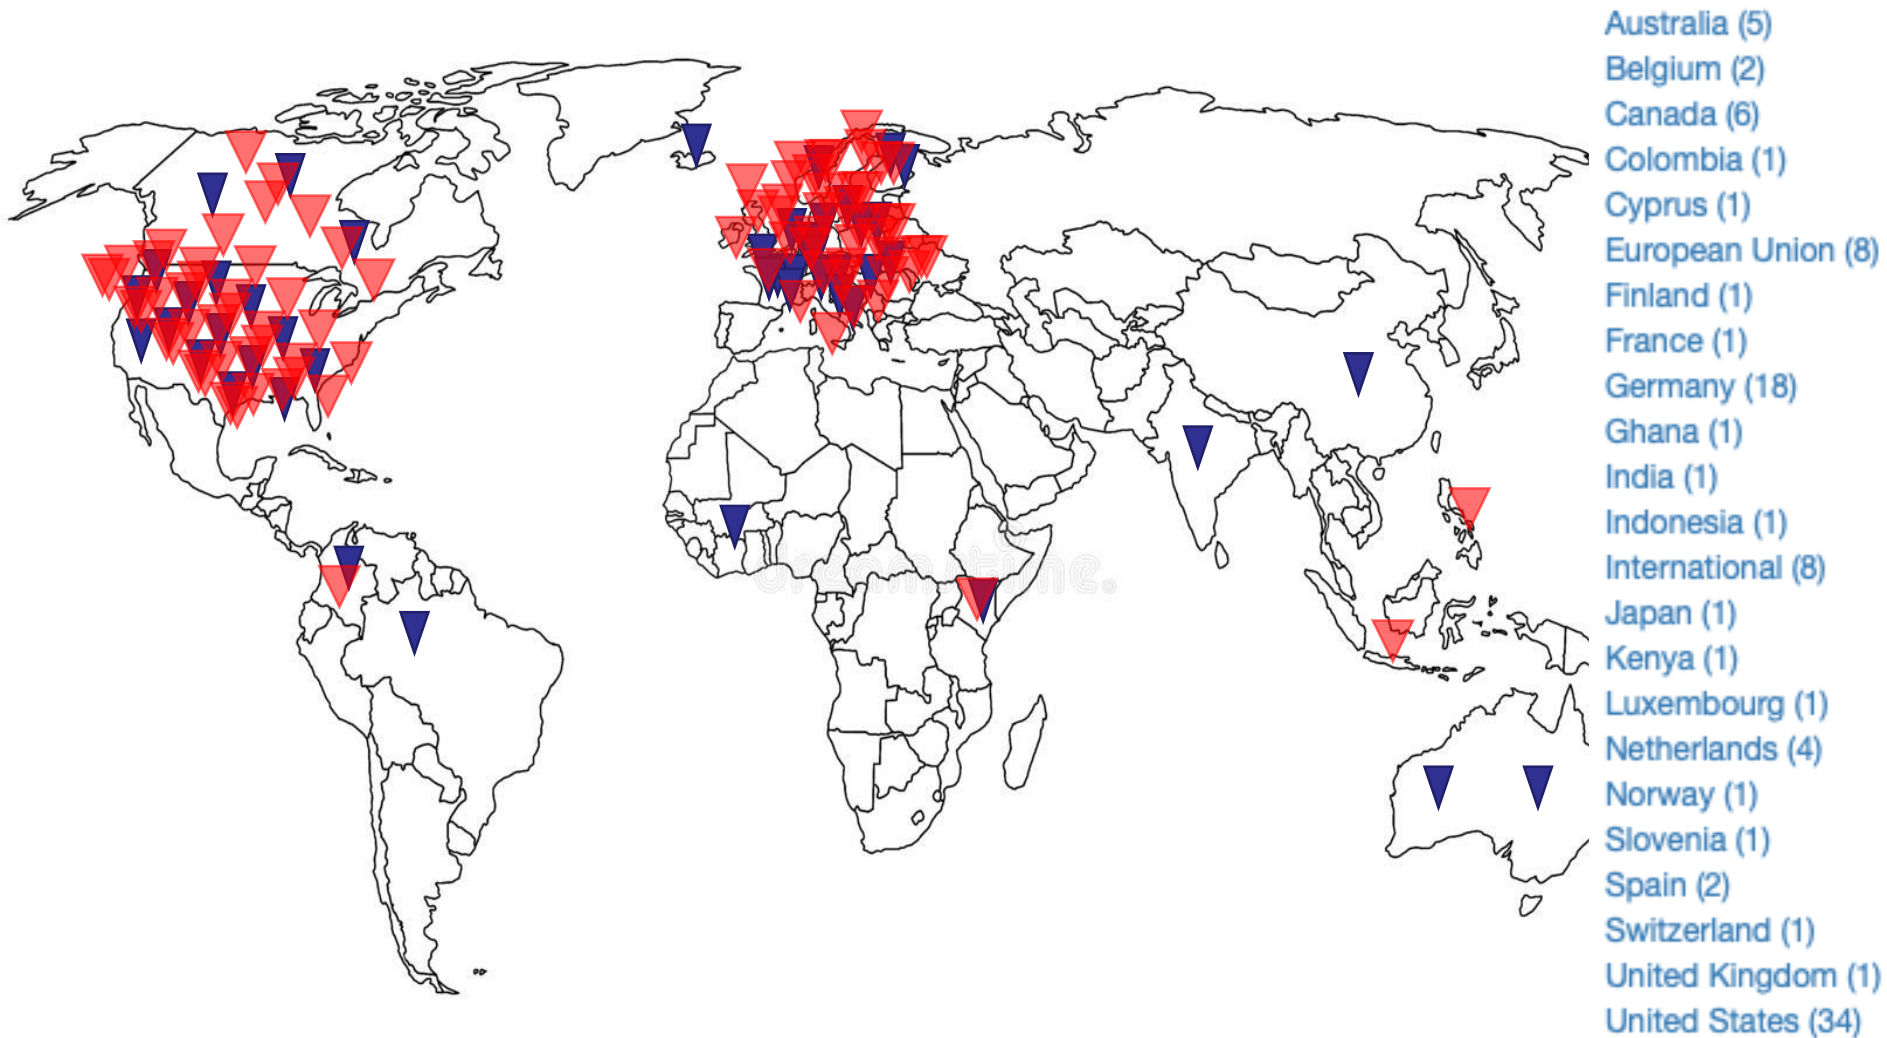 Australia (5)
Belgium (2)
Canada (6)
Colombia (1)
Cyprus (1)
European Union (8)
Finland (1)
France (1)
Germany (18)
Ghana (1)
India (1)
Indonesia (1)
International (8)
Japan (1)
Kenya (1)
Luxembourg (1)
Netherlands (4)
Norway (1)
Slovenia (1)
Spain (2)
Switzerland (1)
United Kingdom (1)
United States (34)